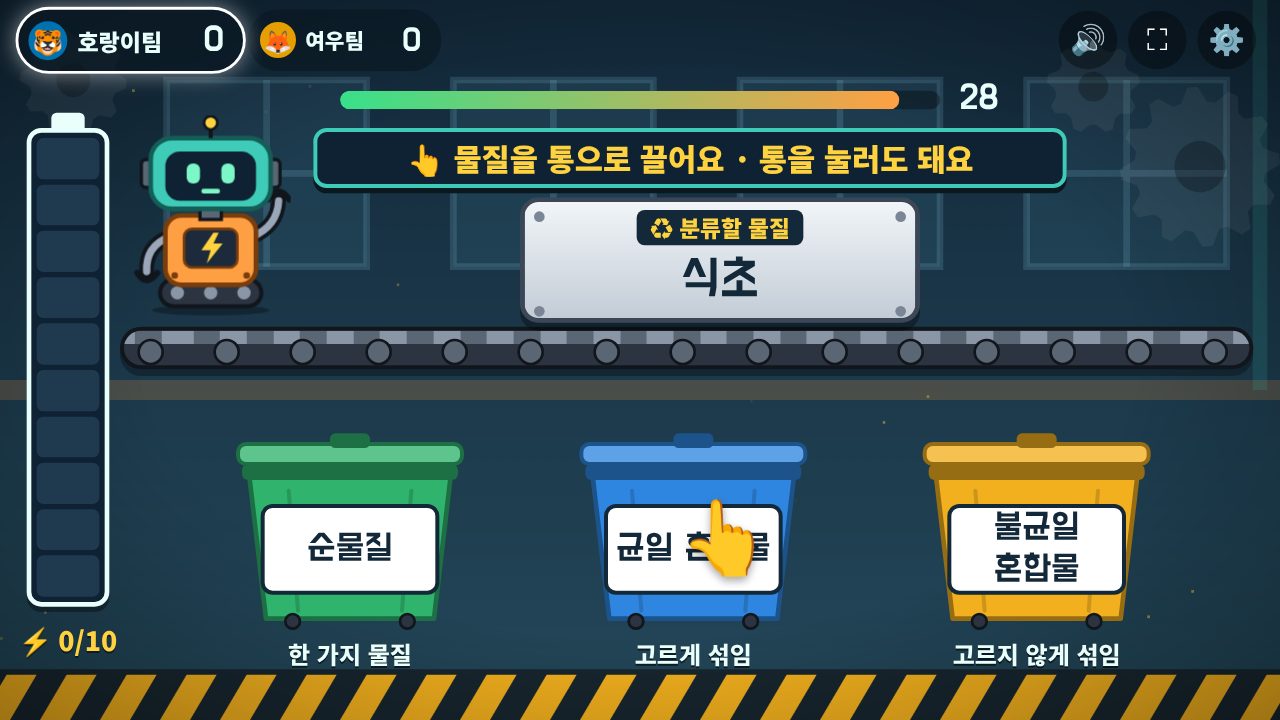 호랑이팀 0
여우팀 0
28
물질을 통으로 끌어요 · 통을 눌러도 돼요
분류할 물질
식초
순물질
균일
불균일
혼합물
0/10
한 가지 물질
고르게 섞임
고르지 않게 섞임